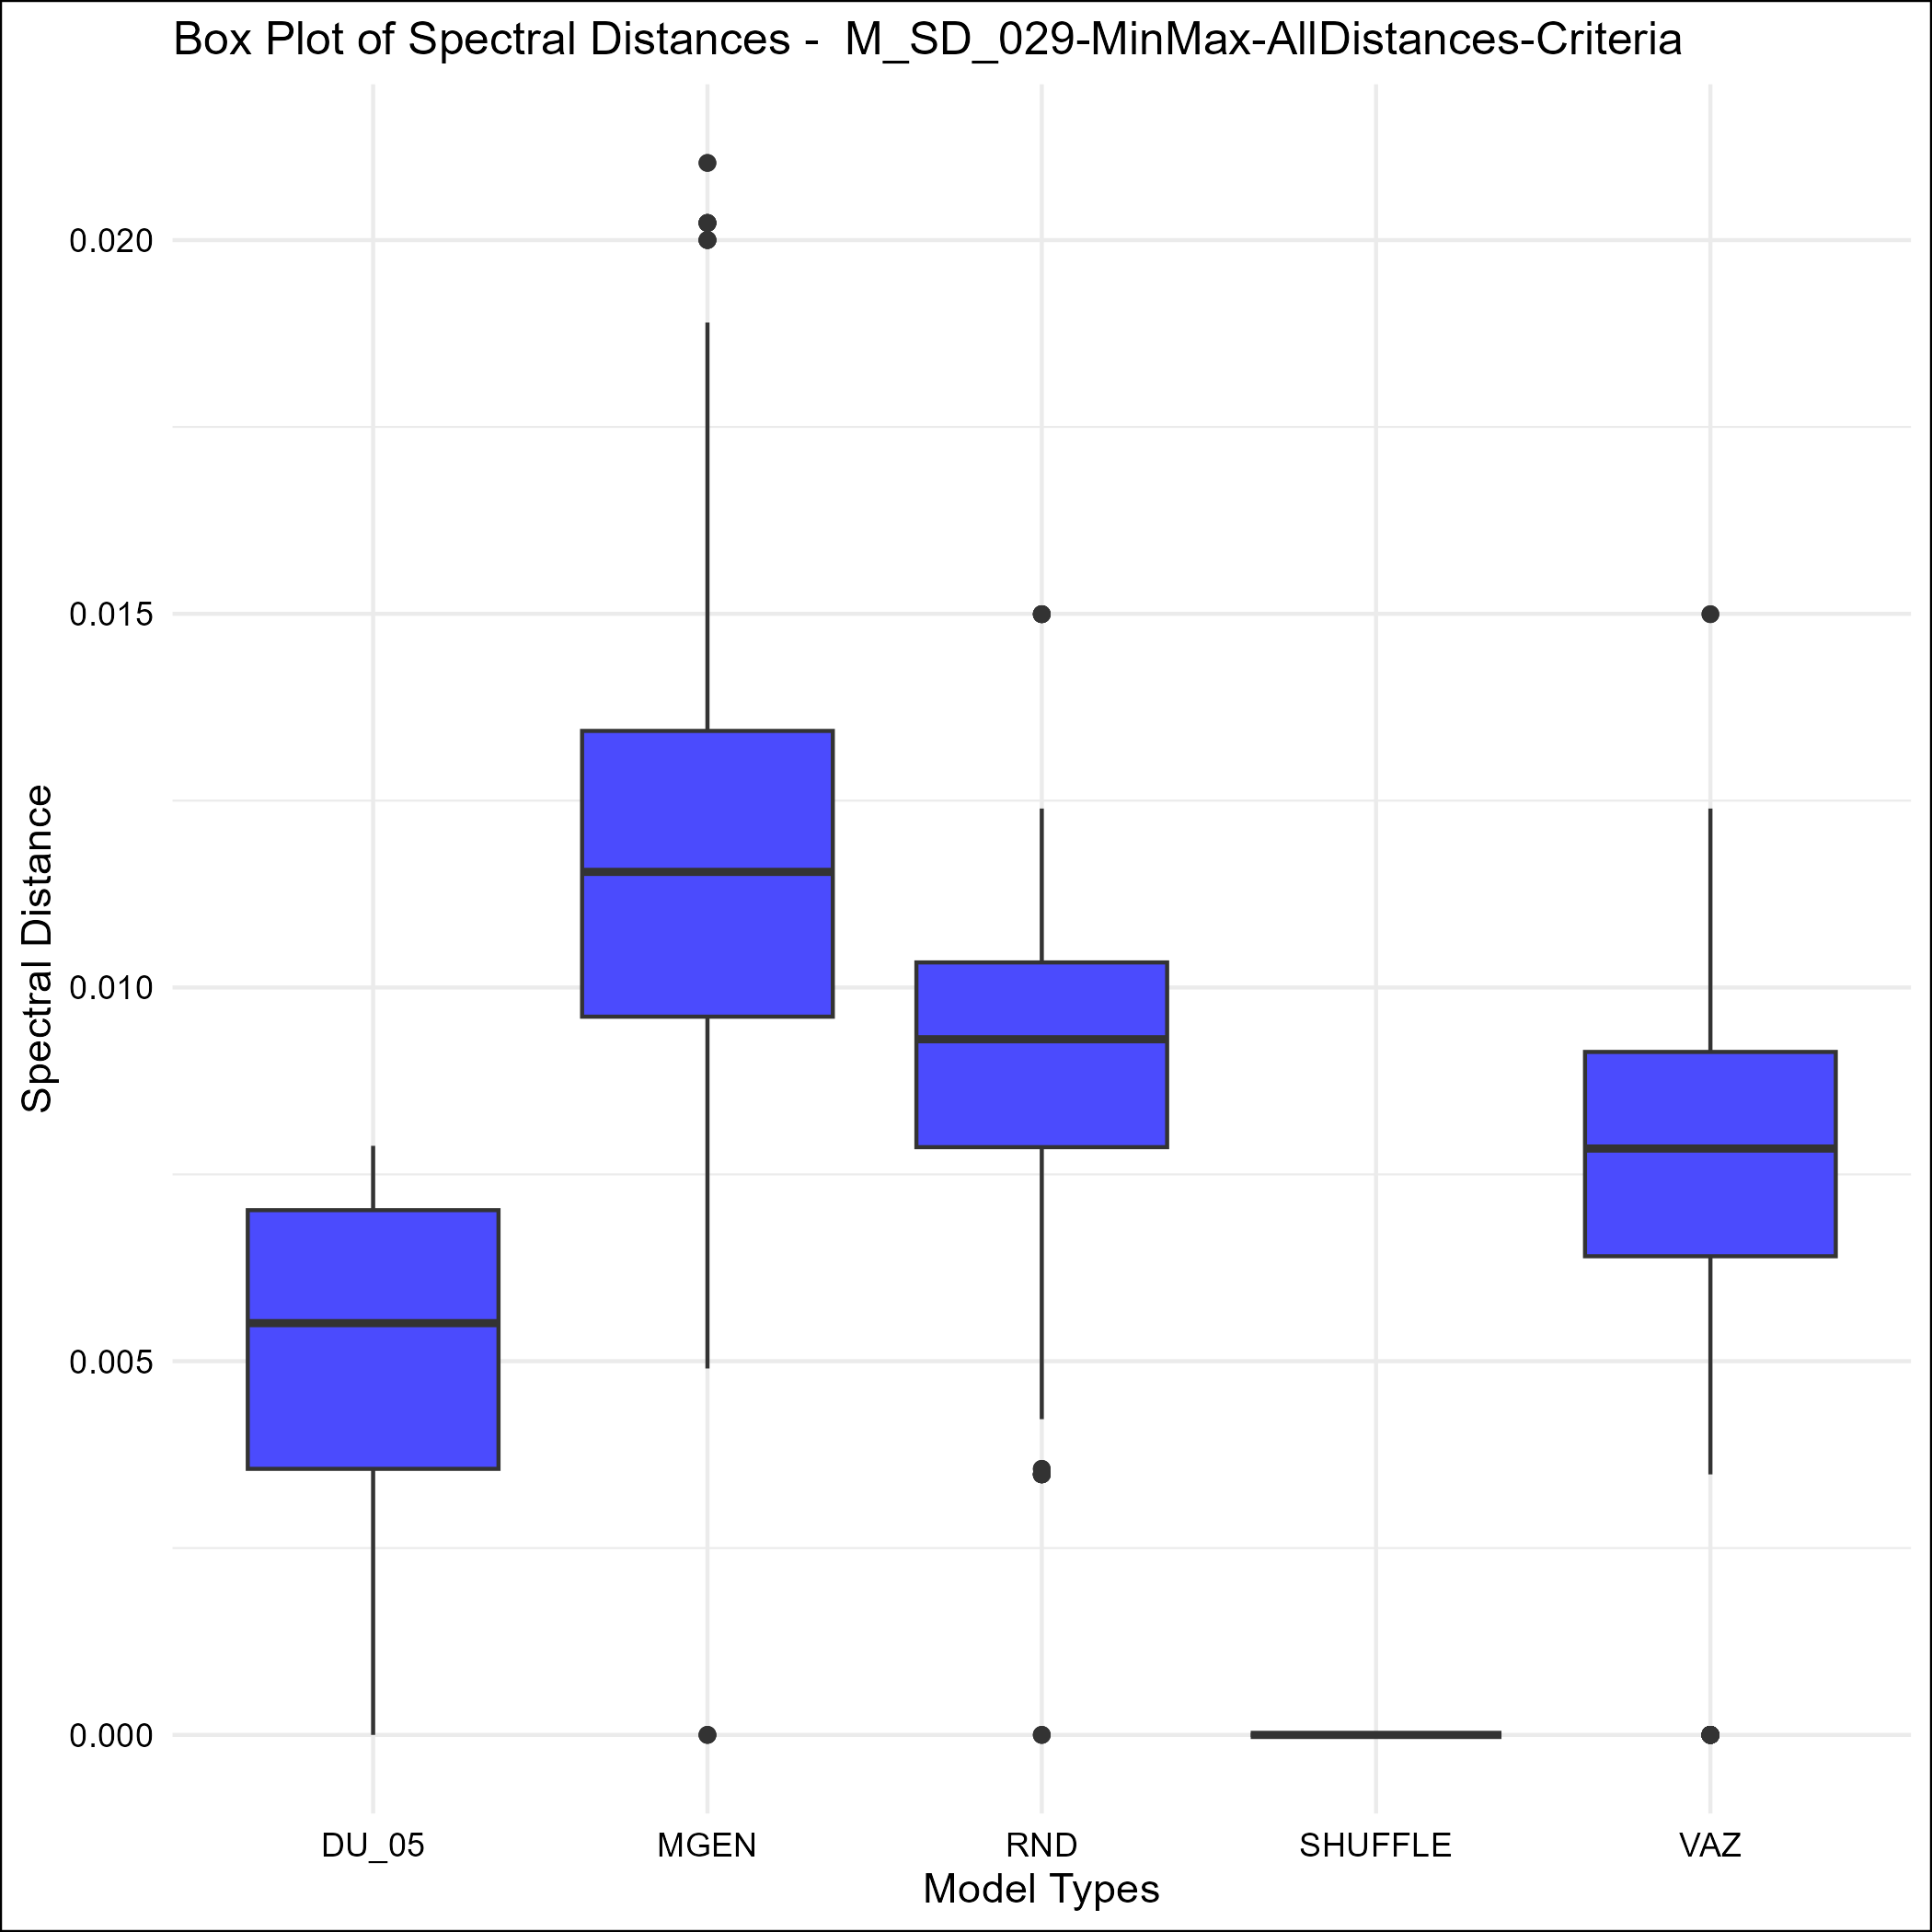 Box Plot of Spectral Distances -  M_SD_029-MinMax-AllDistances-Criteria
Spectral Distance
0.020
0.015
0.010
0.005
0.000
DU_05 MGEN RND SHUFFLE VAZ
Model Types